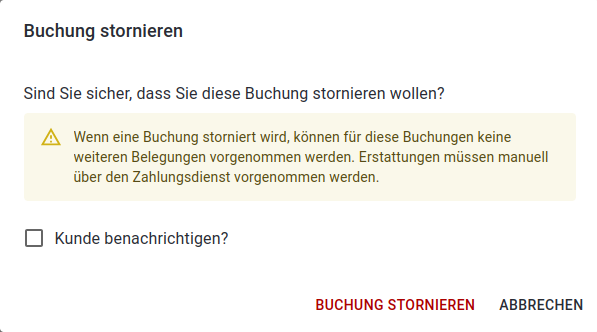 Buchung stornieren
Sind Sie sicher, dass Sie diese Buchung stornieren wollen?
Wenn eine Buchung storniert wird, können für diese Buchungen keine
weiteren Belegungen vorgenommen werden. Erstattungen müssen manuell
über den Zahlungsdienst vorgenommen werden.
Kunde benachrichtigen?
BUCHUNG STORNIEREN ABBRECHEN